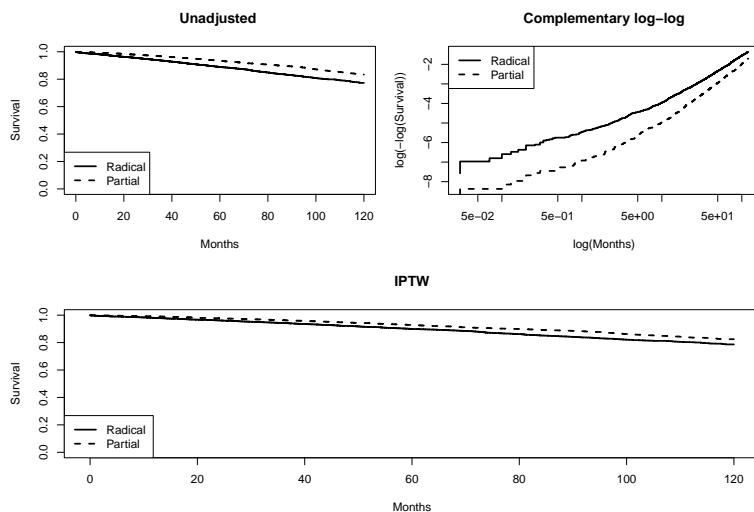 Unadjusted
Survival
0.0 0.2 0.4 0.6 0.8 1.0
Radical
Partial
0 20 40 60 80 100 120
Months
Complementary log−log
log(−log(Survival))
−8 −6 −4 −2
Radical
Partial
5e−02 5e−01 5e+00 5e+01
log(Months)
IPTW
Survival
0.0 0.2 0.4 0.6 0.8 1.0
Radical
Partial
0 20 40 60 80 100 120
Months